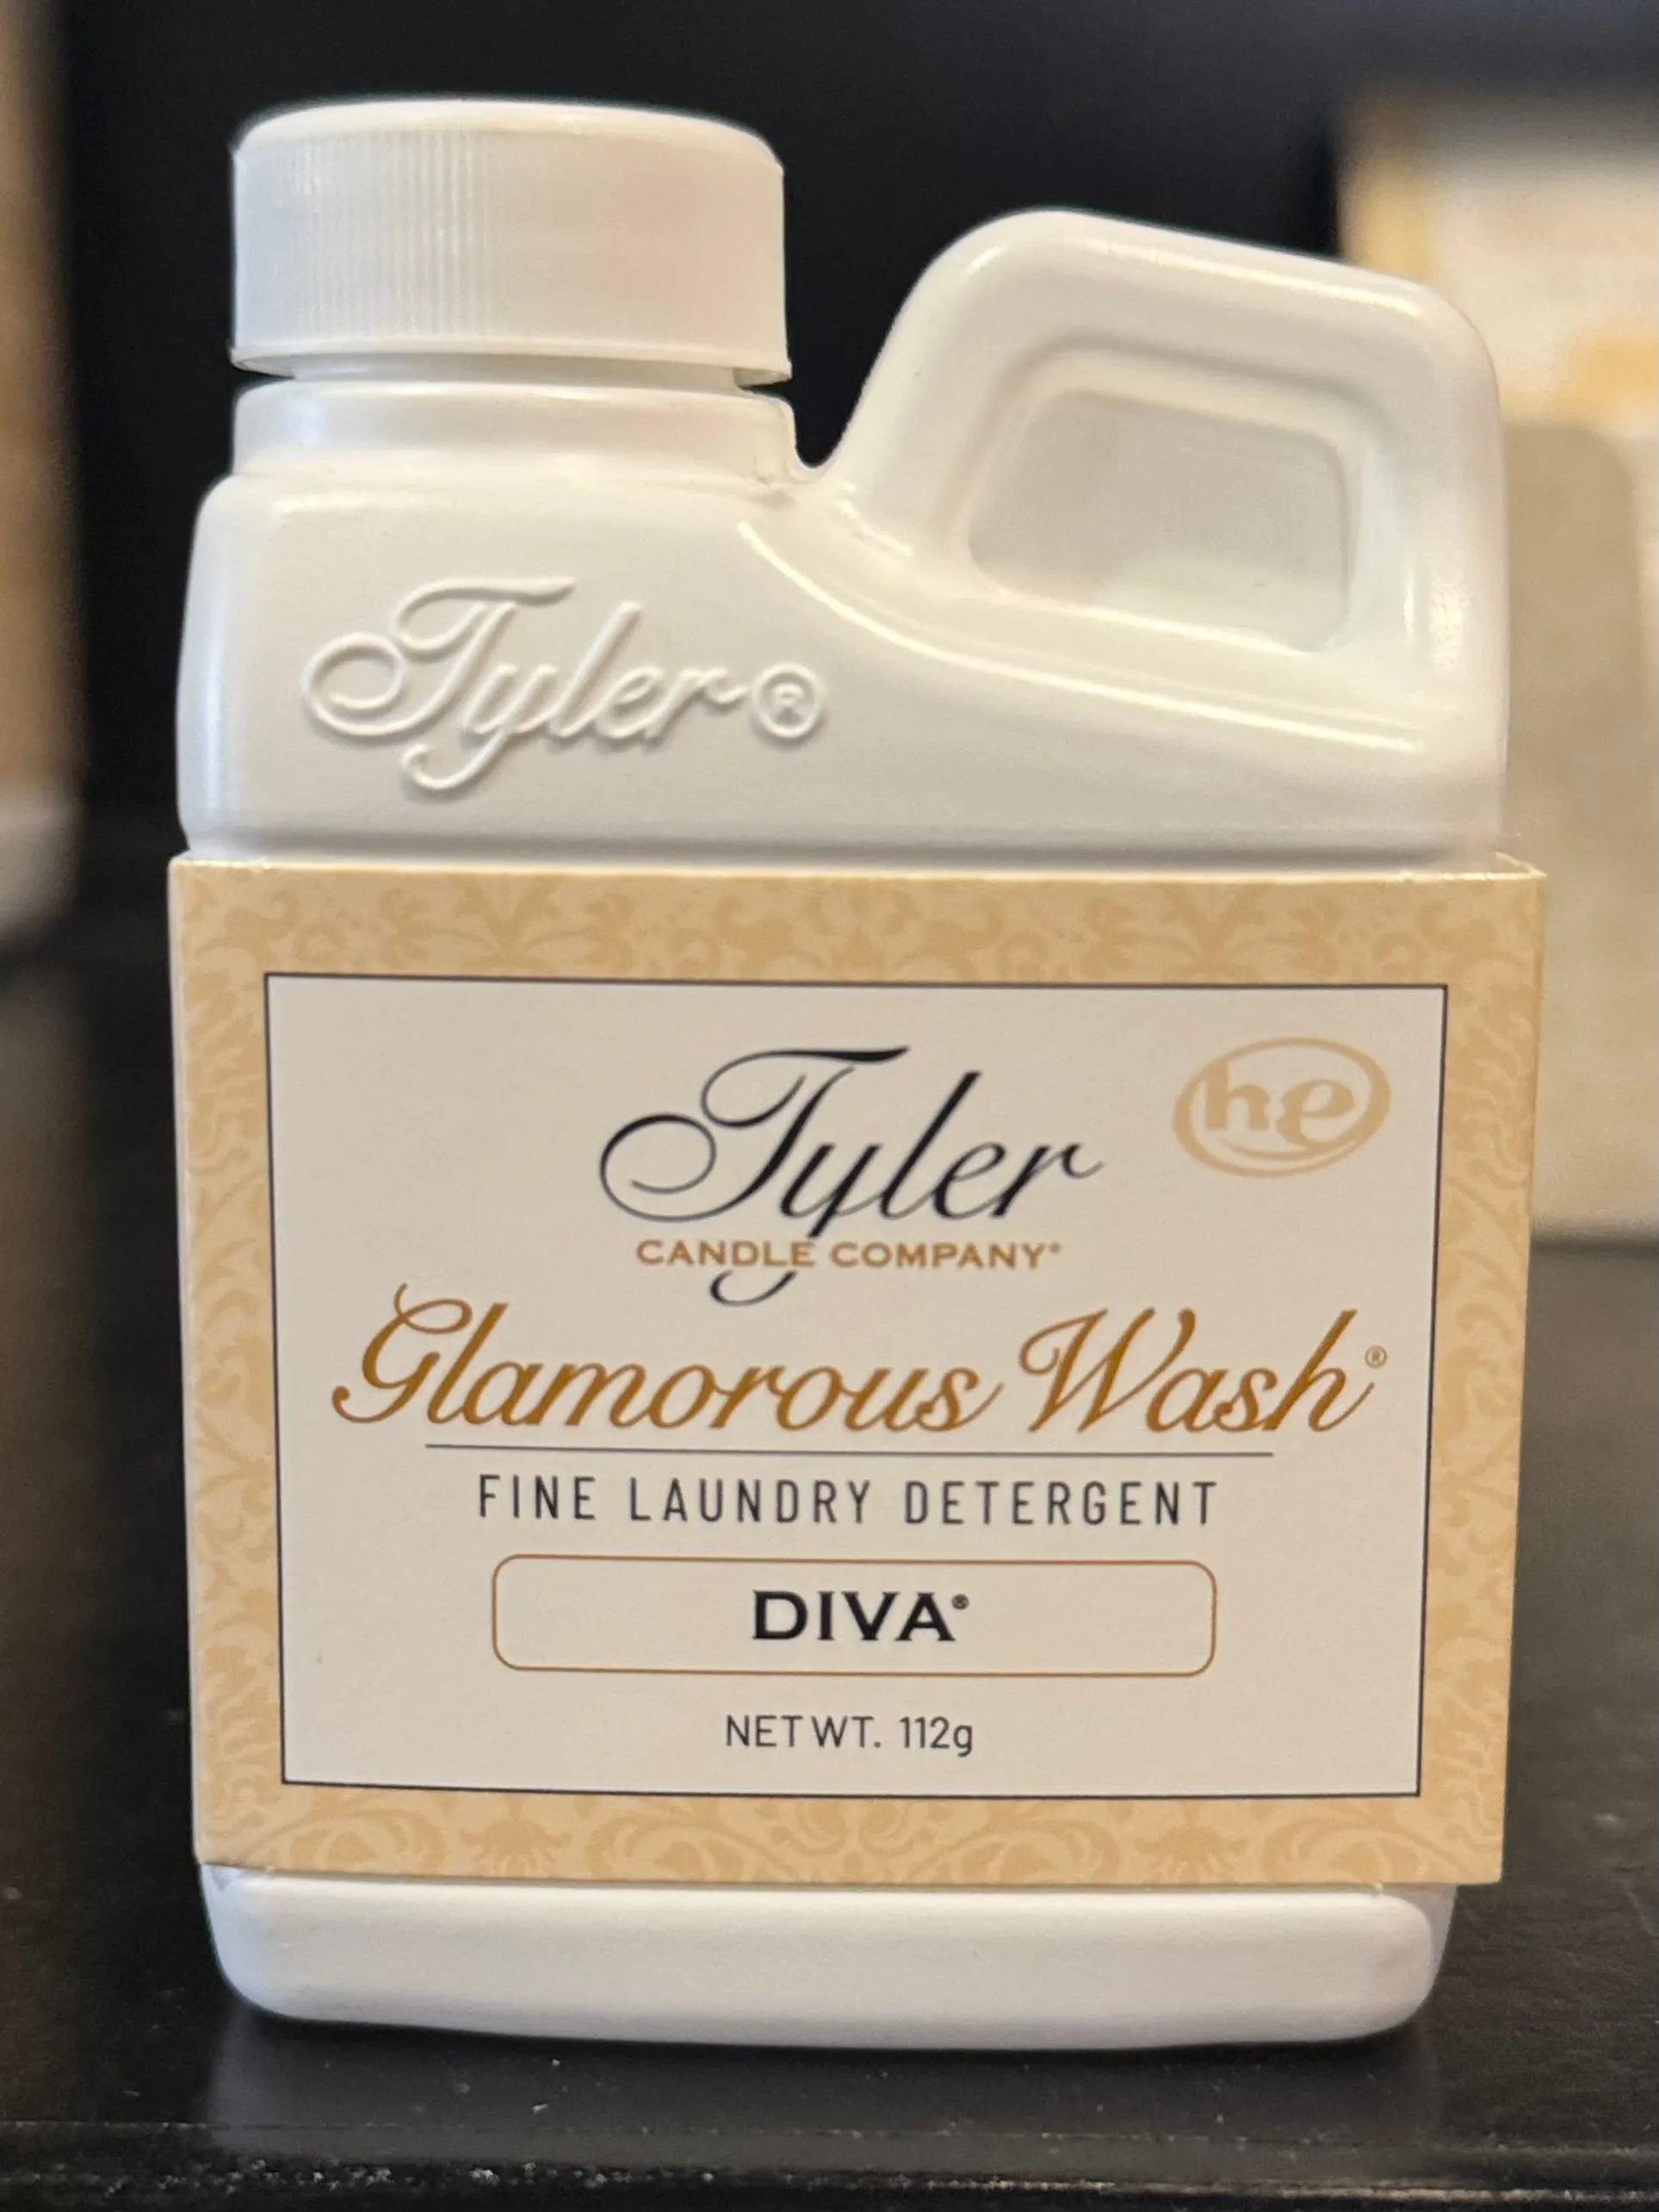 Tyler®
Tyler
he
CANDLE COMPANY®
Glamorous Wash®
FINE LAUNDRY DETERGENT
DIVA®
NET WT. 112g